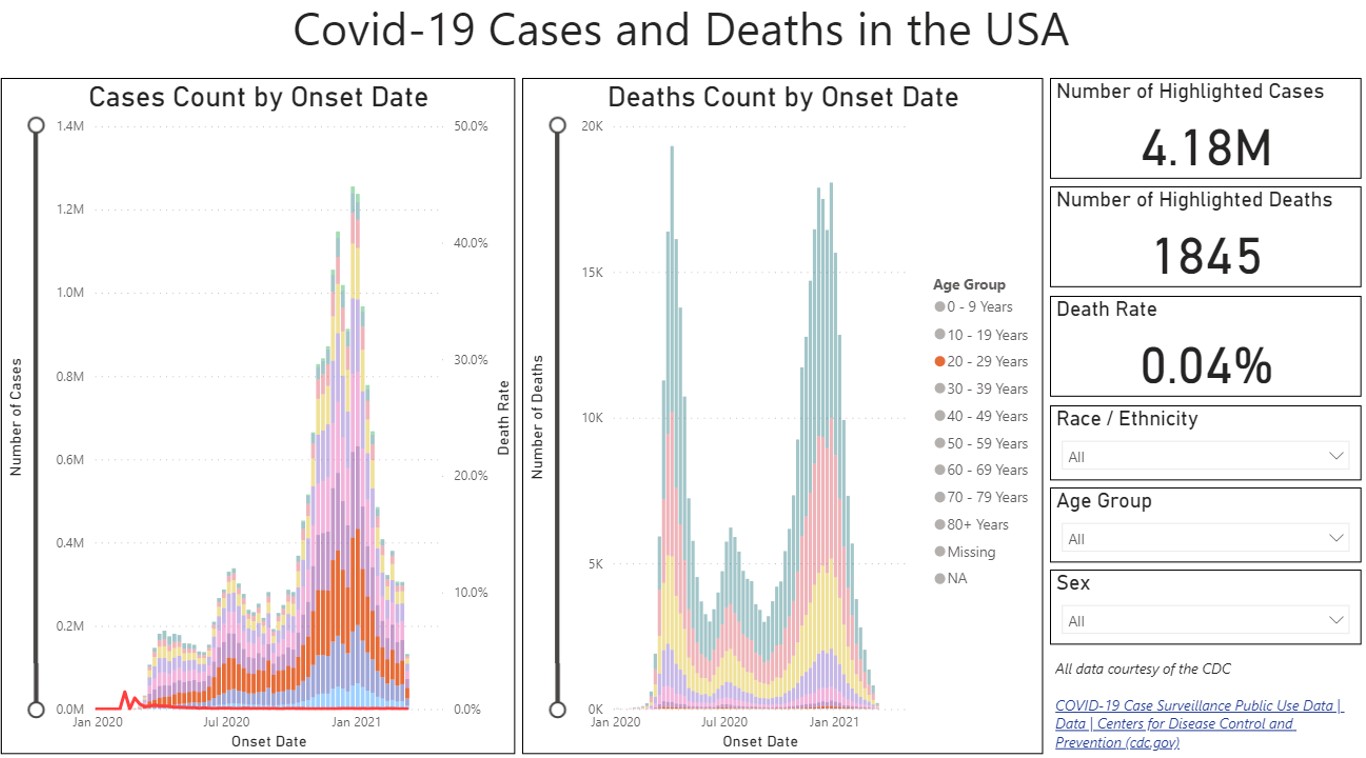 Covid-19 Cases and Deaths in the USA
Cases Count by Onset Date
1.4M
1.2M
1.0M
0.8M
0.6M
0.4M
0.2M
0.0M
Number of Cases
50.0%
40.0%
30.0%
20.0%
10.0%
0.0%
Death Rate
Jan 2020
Jul 2020
Jan 2021
Onset Date
Deaths Count by Onset Date
20K
15K
10K
5K
0K
Number of Deaths
Jan 2020
Jul 2020
Jan 2021
Onset Date
Age Group
0 - 9 Years
10 - 19 Years
20 - 29 Years
30 - 39 Years
40 - 49 Years
50 - 59 Years
60 - 69 Years
70 - 79 Years
80+ Years
Missing
NA
Number of Highlighted Cases
4.18M
Number of Highlighted Deaths
1845
Death Rate
0.04%
Race / Ethnicity
All
Age Group
All
Sex
All
All data courtesy of the CDC
COVID-19 Case Surveillance Public Use Data |
Data | Centers for Disease Control and
Prevention (cdc.gov)